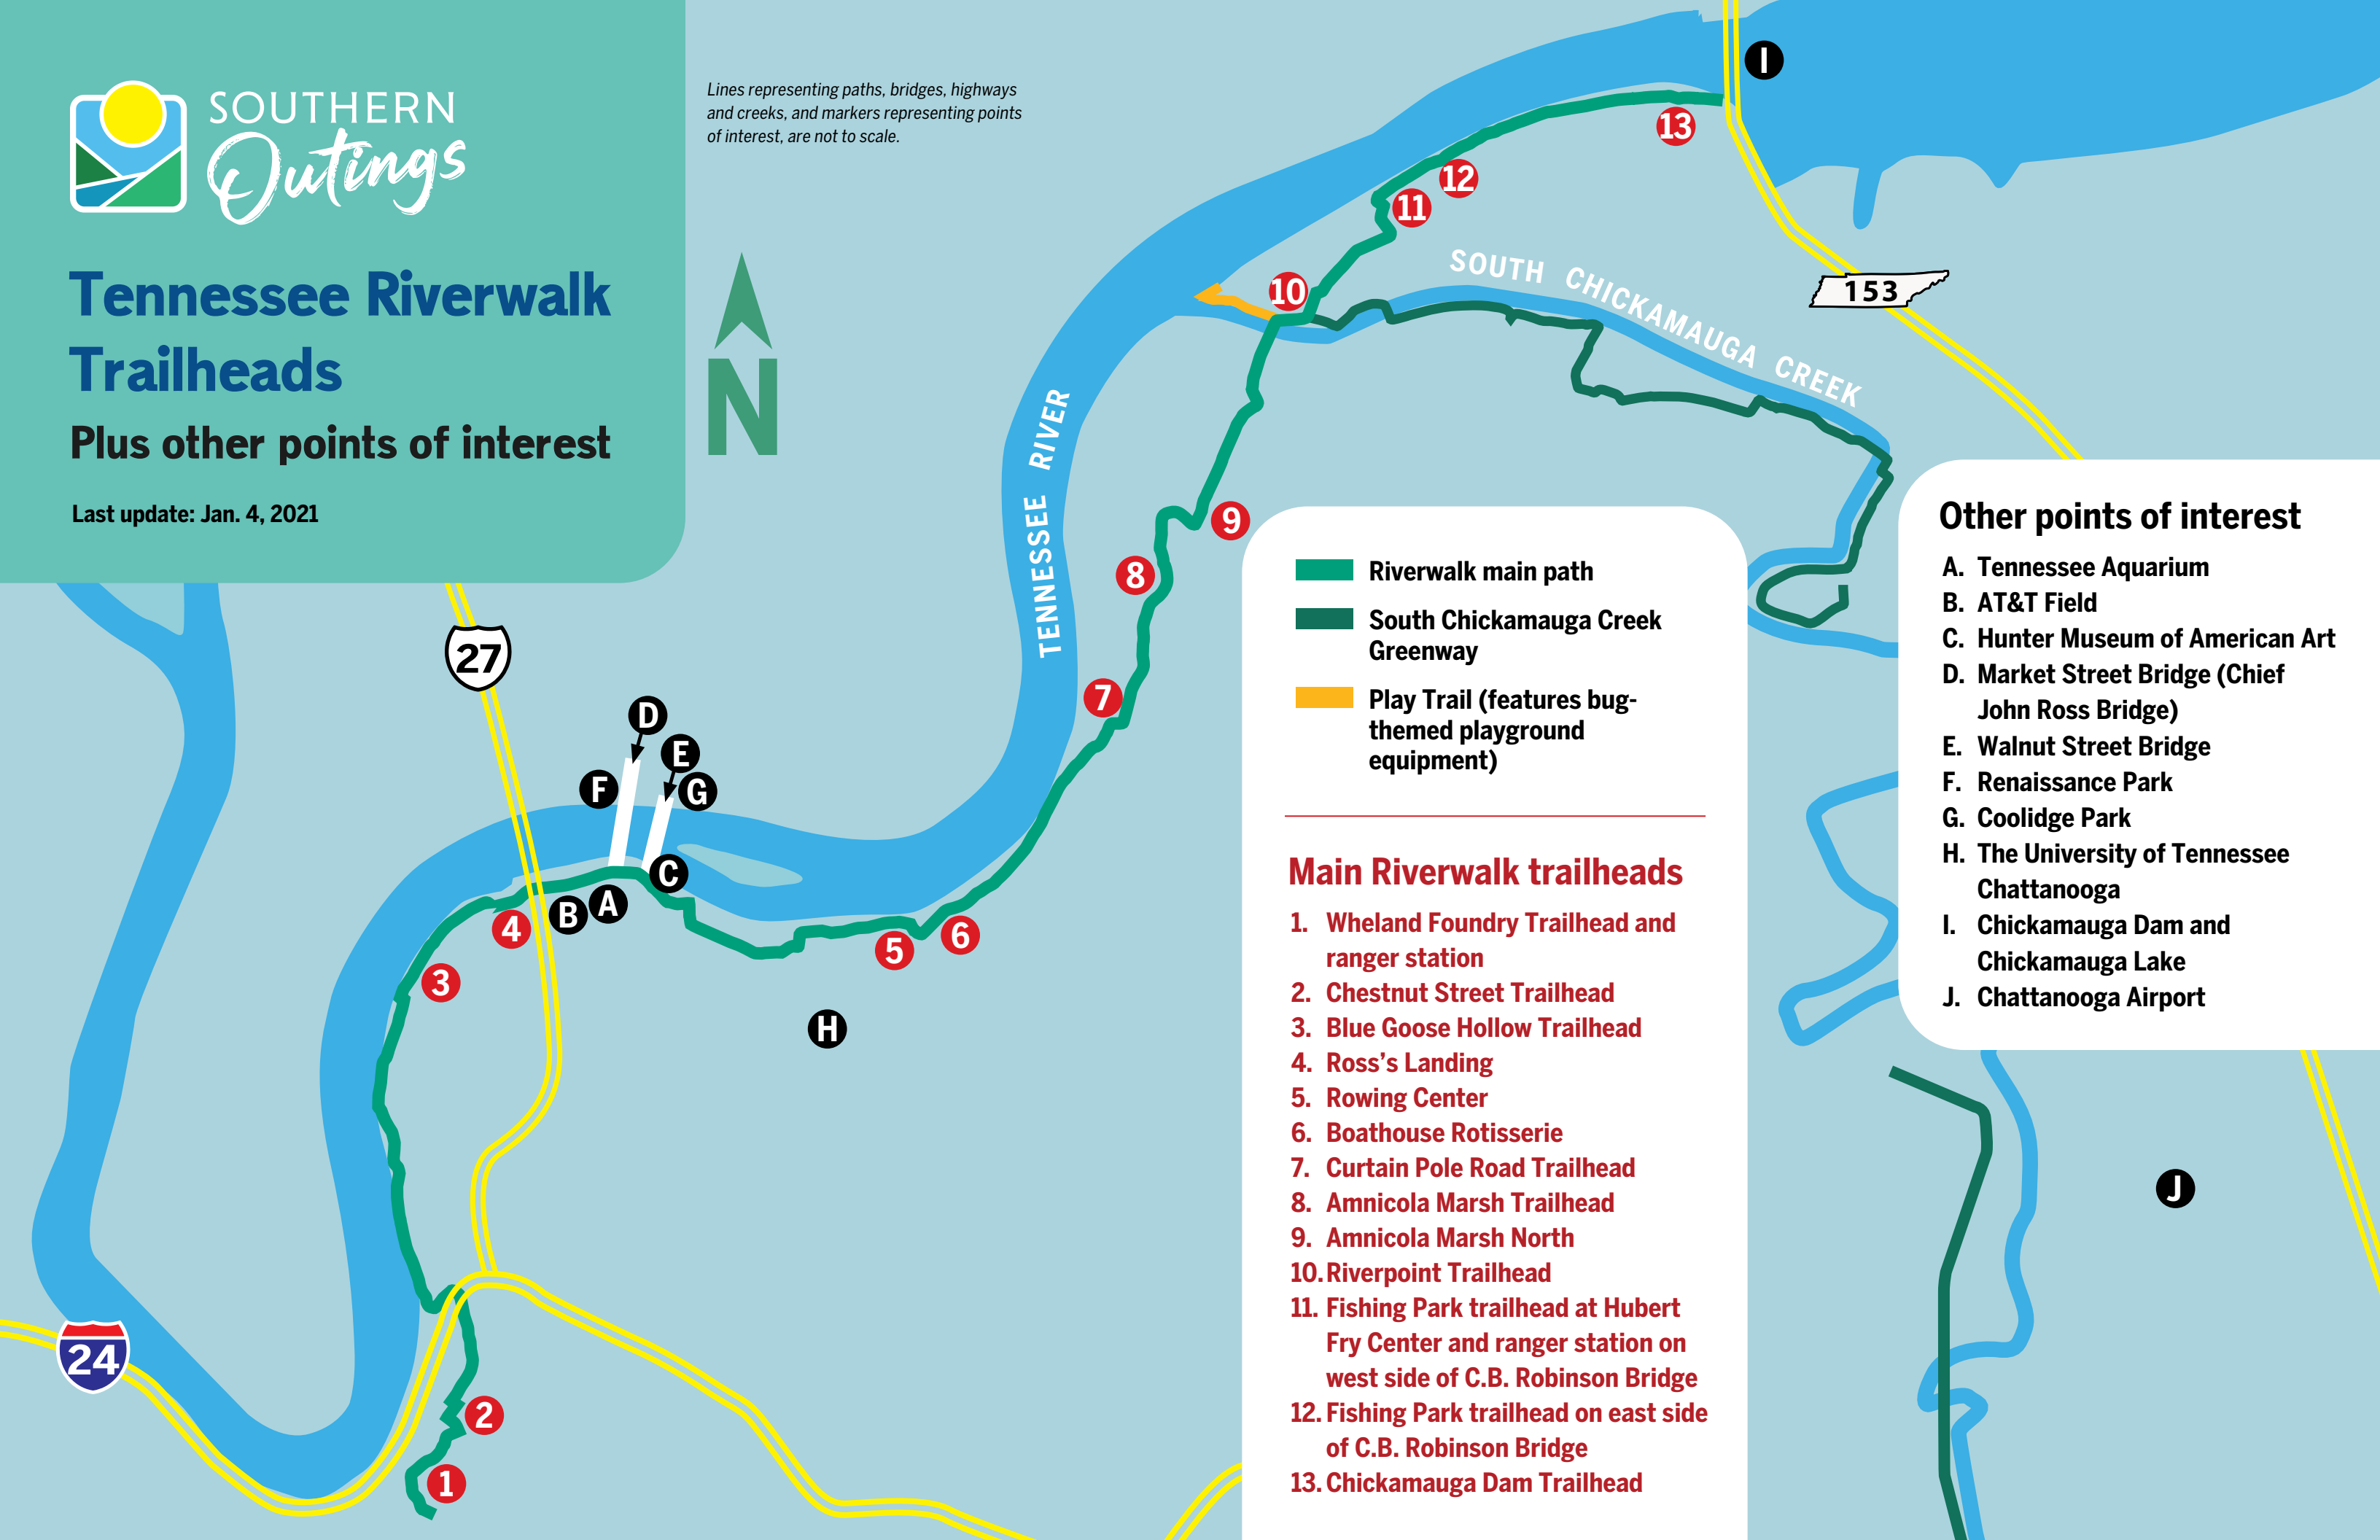 SOUTHERN
Outings
Tennessee Riverwalk
Trailheads
Plus other points of interest
Last update: Jan. 4, 2021
Lines representing paths, bridges, highways
and creeks, and markers representing points
of interest, are not to scale.
N
I
13
12
11
10
SOUTH CHICKAMAUGA CREEK
153
TENNESSEE RIVER
9
8
7
27
D
E
F
G
C
A
B
4
5
6
3
H
24
2
1
J
Riverwalk main path
South Chickamauga Creek
Greenway
Play Trail (features bug-
themed playground
equipment)
Main Riverwalk trailheads
1. Wheland Foundry Trailhead and
ranger station
2. Chestnut Street Trailhead
3. Blue Goose Hollow Trailhead
4. Ross’s Landing
5. Rowing Center
6. Boathouse Rotisserie
7. Curtain Pole Road Trailhead
8. Amnicola Marsh Trailhead
9. Amnicola Marsh North
10. Riverpoint Trailhead
11. Fishing Park trailhead at Hubert
Fry Center and ranger station on
west side of C.B. Robinson Bridge
12. Fishing Park trailhead on east side
of C.B. Robinson Bridge
13. Chickamauga Dam Trailhead
Other points of interest
A. Tennessee Aquarium
B. AT&T Field
C. Hunter Museum of American Art
D. Market Street Bridge (Chief
John Ross Bridge)
E. Walnut Street Bridge
F. Renaissance Park
G. Coolidge Park
H. The University of Tennessee
Chattanooga
I. Chickamauga Dam and
Chickamauga Lake
J. Chattanooga Airport